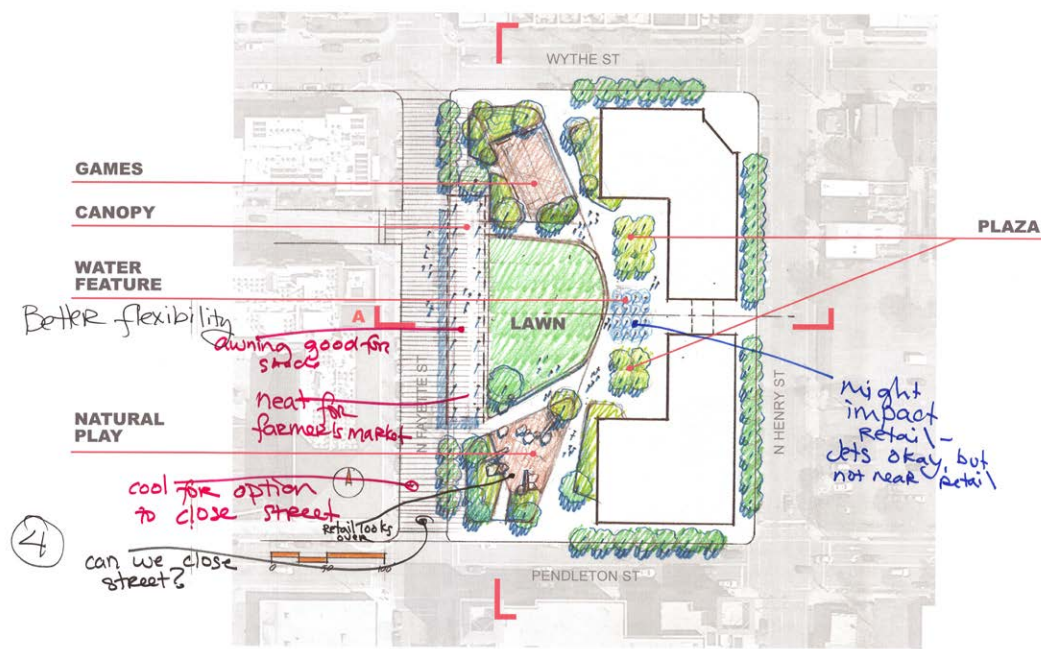 WYTHE ST
GAMES
CANOPY
PLAZA
WATER
FEATURE
Better flexibility
A
LAWN
awning good for
shade
N FAYETTE ST
N HENRY ST
neat for
farmer's market
might
impact
retail -
Jets okay, but
not near retail
NATURAL
PLAY
cool for option
to close street
A
Retail looks
over
4
can we close
street?
0 50 100
PENDLETON ST